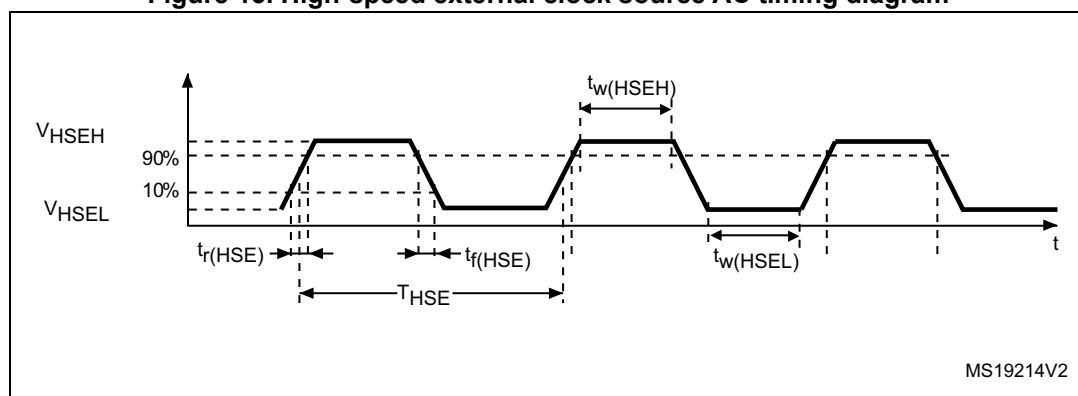 Figure 15. High-speed external clock source AC timing diagram
tw(HSEH)
VHSEH
90%
10%
VHSEL
tr(HSE)
tf(HSE)
tw(HSEL)
t
THSE
MS19214V2